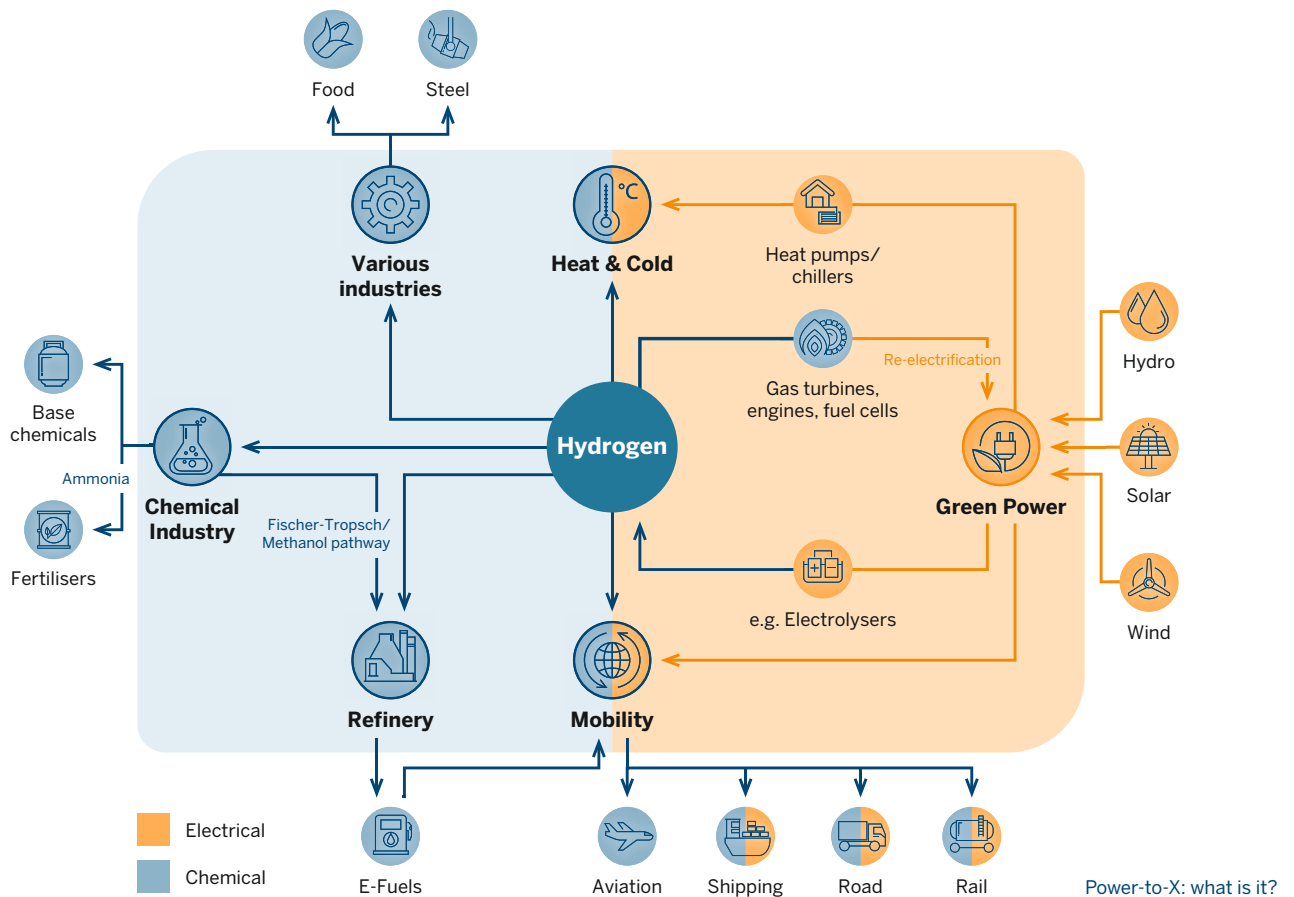 Food
Steel
°C
Various
industries
Heat & Cold
Heat pumps/
chillers
Hydro
Re-electrification
Gas turbines,
engines, fuel cells
Base
chemicals
Hydrogen
Ammonia
Chemical
Industry
Fischer-Tropsch/
Methanol pathway
Green Power
Solar
Fertilisers
e.g. Electrolysers
Wind
Refinery
Mobility
Electrical
Chemical
E-Fuels
Aviation
Shipping
Road
Rail
Power-to-X: what is it?